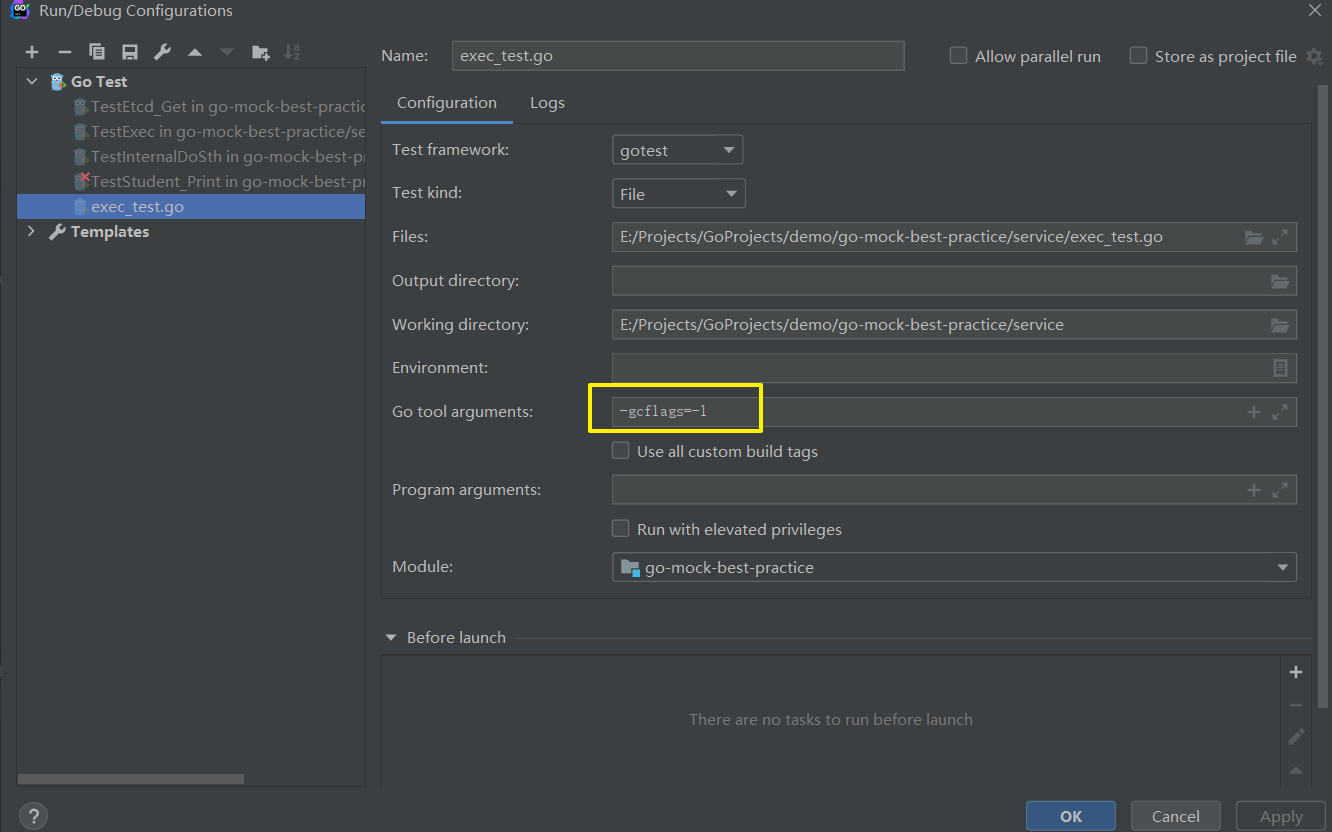 GO Run/Debug Configurations
Name: exec_test.go Allow parallel run Store as project file
Go Test
TestEtcd_Get in go-mock-best-practic
TestExec in go-mock-best-practice/se
TestInternalDoSth in go-mock-best-pr
TestStudent_Print in go-mock-best-pr
exec_test.go
Templates
Configuration Logs
Test framework: gotest
Test kind: File
Files: E:/Projects/GoProjects/demo/go-mock-best-practice/service/exec_test.go
Output directory:
Working directory: E:/Projects/GoProjects/demo/go-mock-best-practice/service
Environment:
Go tool arguments: -gcflags=-l
Use all custom build tags
Program arguments:
Run with elevated privileges
Module: go-mock-best-practice
Before launch
There are no tasks to run before launch
? OK Cancel Apply